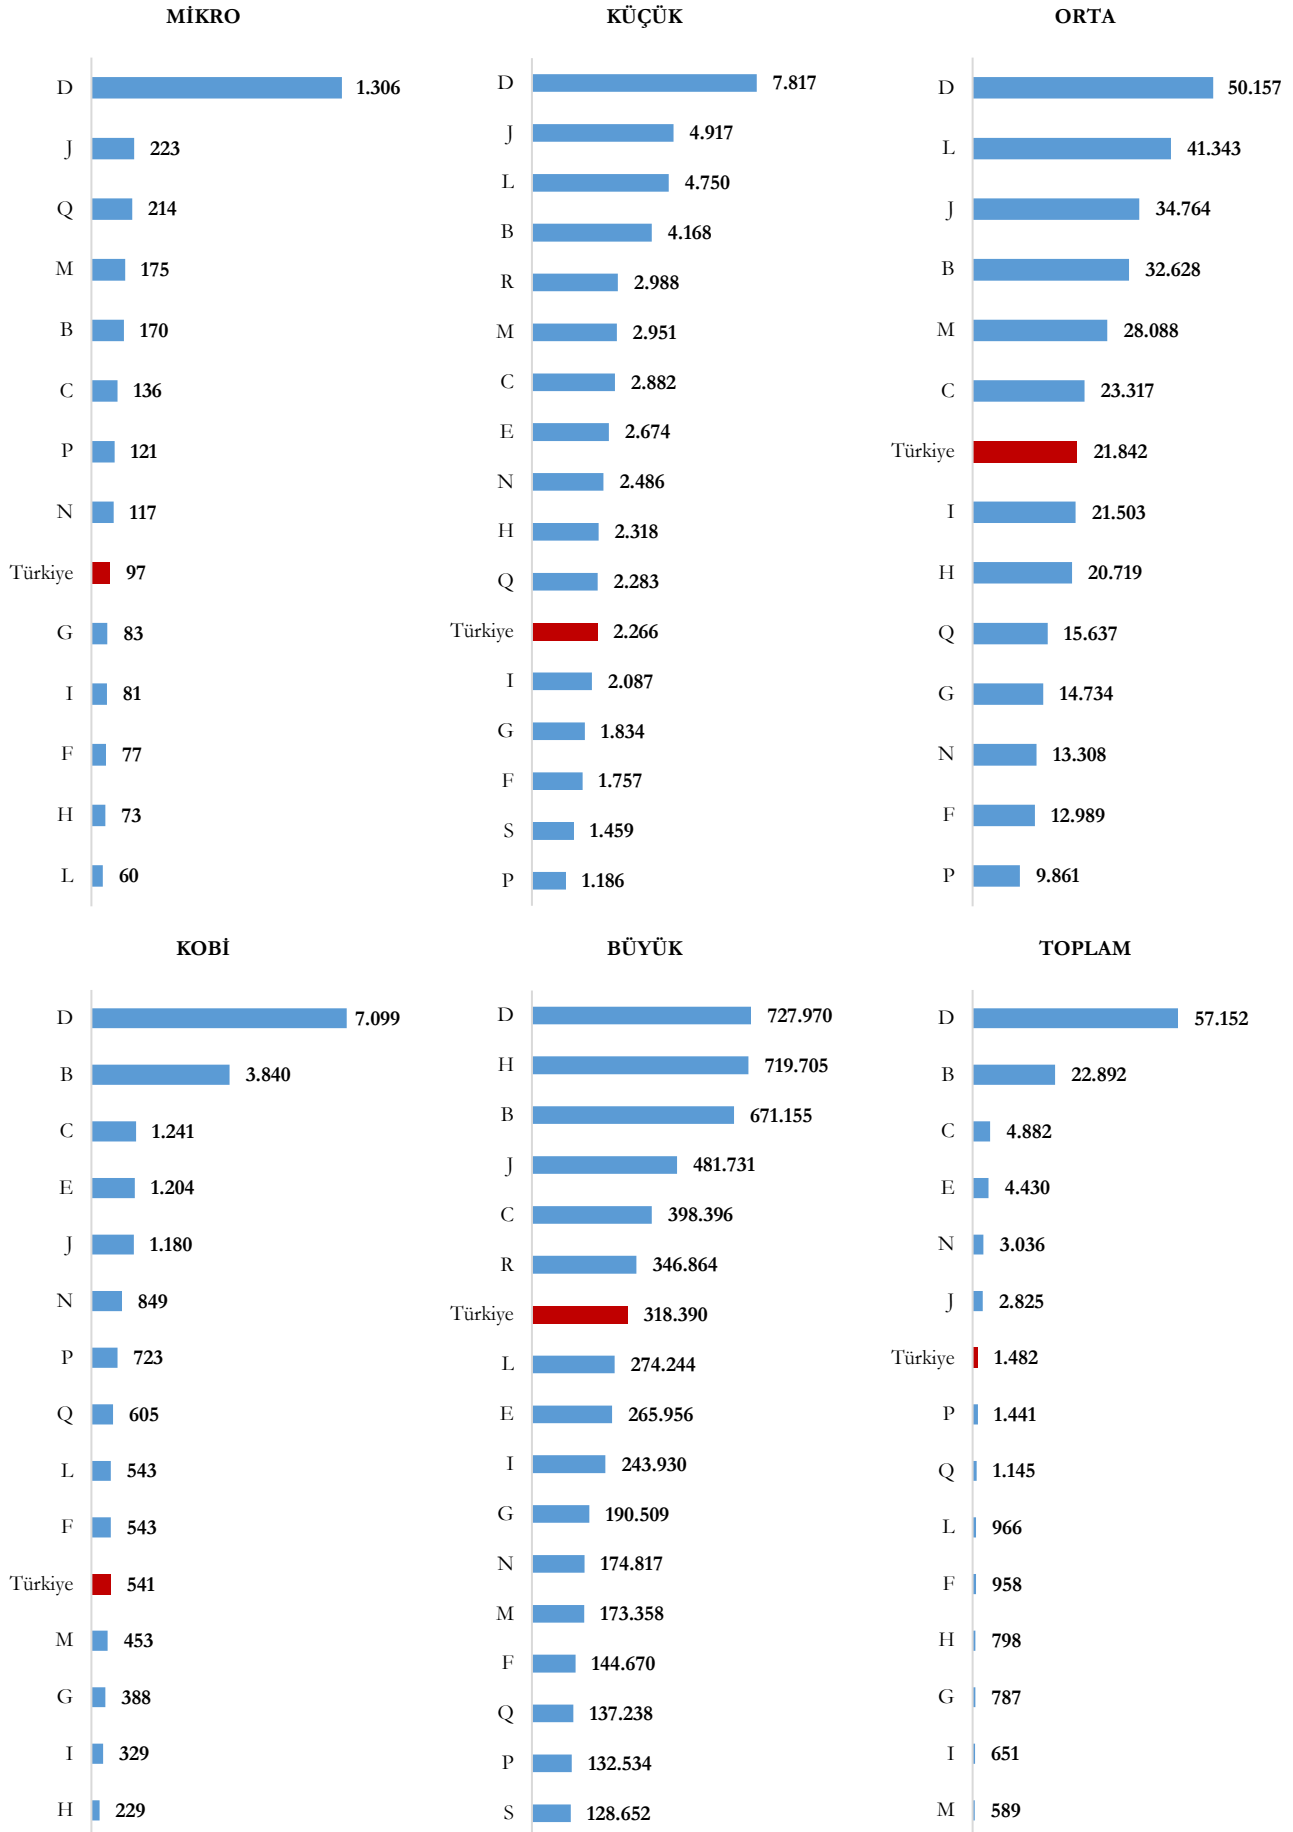 MİKRO
D 1.306
J 223
Q 214
M 175
B 170
C 136
P 121
N 117
Türkiye 97
G 83
I 81
F 77
H 73
L 60
KÜÇÜK
D 7.817
J 4.917
L 4.750
B 4.168
R 2.988
M 2.951
C 2.882
E 2.674
N 2.486
H 2.318
Q 2.283
Türkiye 2.266
I 2.087
G 1.834
F 1.757
S 1.459
P 1.186
ORTA
D 50.157
L 41.343
J 34.764
B 32.628
M 28.088
C 23.317
Türkiye 21.842
I 21.503
H 20.719
Q 15.637
G 14.734
N 13.308
F 12.989
P 9.861
KOBİ
D 7.099
B 3.840
C 1.241
E 1.204
J 1.180
N 849
P 723
Q 605
L 543
F 543
Türkiye 541
M 453
G 388
I 329
H 229
BÜYÜK
D 727.970
H 719.705
B 671.155
J 481.731
C 398.396
R 346.864
Türkiye 318.390
L 274.244
E 265.956
I 243.930
G 190.509
N 174.817
M 173.358
F 144.670
Q 137.238
P 132.534
S 128.652
TOPLAM
D 57.152
B 22.892
C 4.882
E 4.430
N 3.036
J 2.825
Türkiye 1.482
P 1.441
Q 1.145
L 966
F 958
H 798
G 787
I 651
M 589